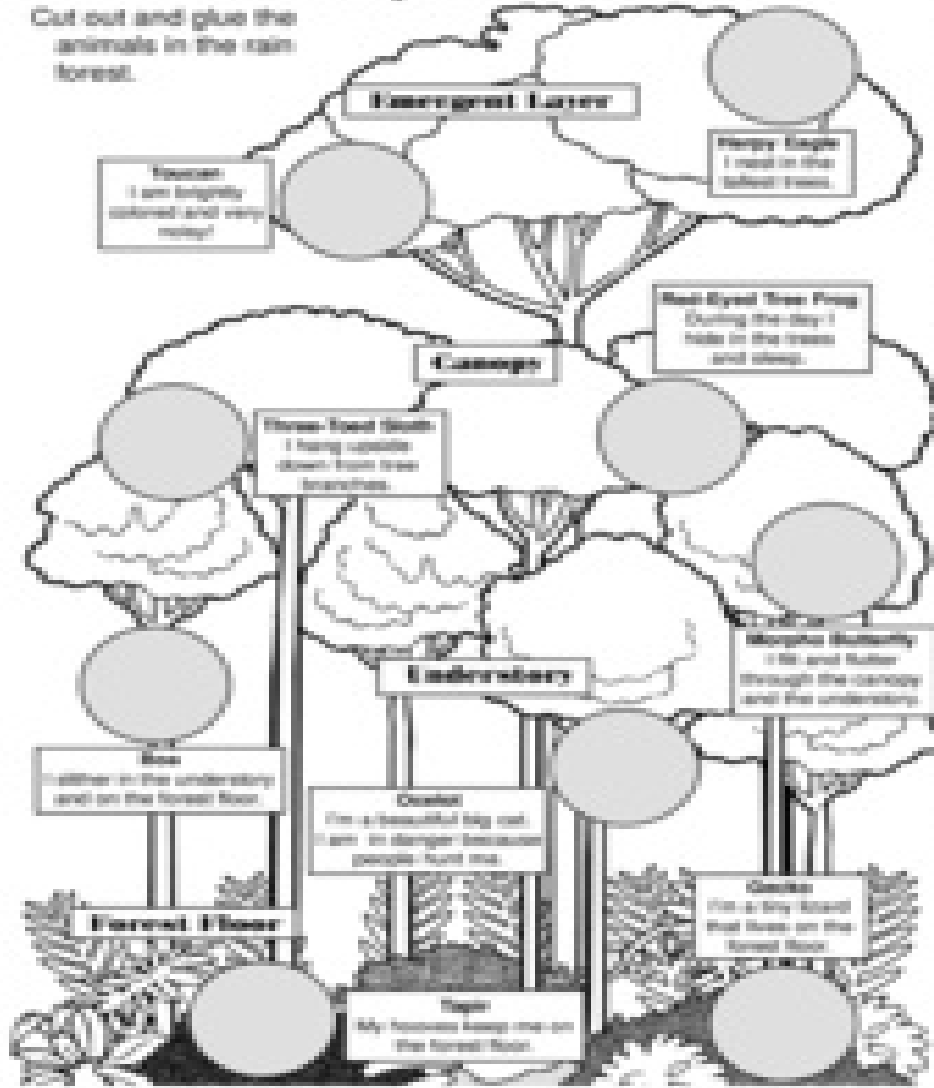 Cut out and glue the
animals in the rain
forest.
Emergent Layer
Harpy Eagle
I nest in the
tallest trees.
Toucan
I am brightly
colored and very
noisy!
Red-Eyed Tree Frog
During the day I
hide in the trees
and sleep.
Canopy
Three-Toed Sloth
I hang upside
down from tree
branches.
Morpho Butterfly
I flit and flutter
through the canopy
and the understory.
Understory
Boa
I slither in the understory
and on the forest floor.
Ocelot
I'm a beautiful big cat.
I am in danger because
people hunt me.
Gecko
I'm a tiny lizard
that lives on the
forest floor.
Forest Floor
Tapir
My hooves keep me on
the forest floor.